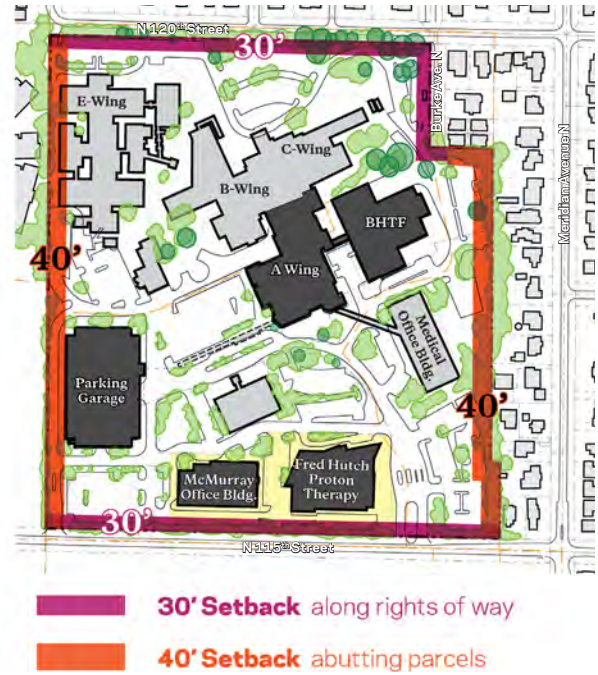 N 120th Street
30'
Burke Ave. N
Meridian Avenue N
E-Wing
C-Wing
B-Wing
BHTF
40'
A Wing
Medical
Office Bldg.
Parking
Garage
40'
McMurray
Office Bldg.
Fred Hutch
Proton
Therapy
30'
N 115th Street
30' Setback along rights of way
40' Setback abutting parcels